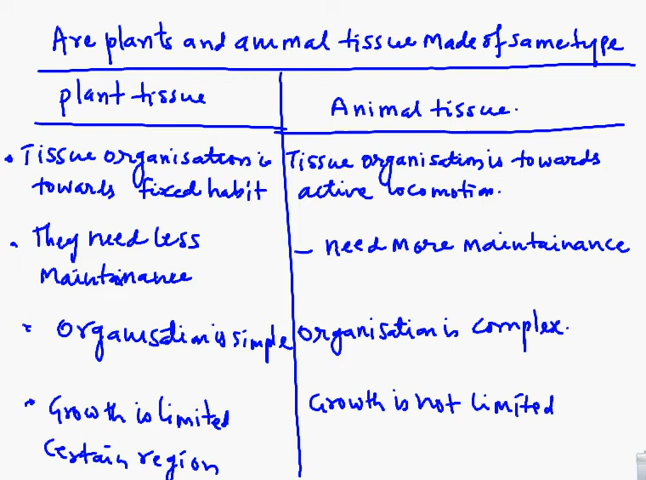 Are plants and animal tissue Made of same type
plant tissue
Animal tissue.
• Tissue organisation is
towards fixed habit
Tissue organisation is towards
active locomotion.
• They need less
Maintainance
– need more maintainance
- Organisation is simple
Organisation is complex.
• Growth is limited
Certain region
Growth is not limited